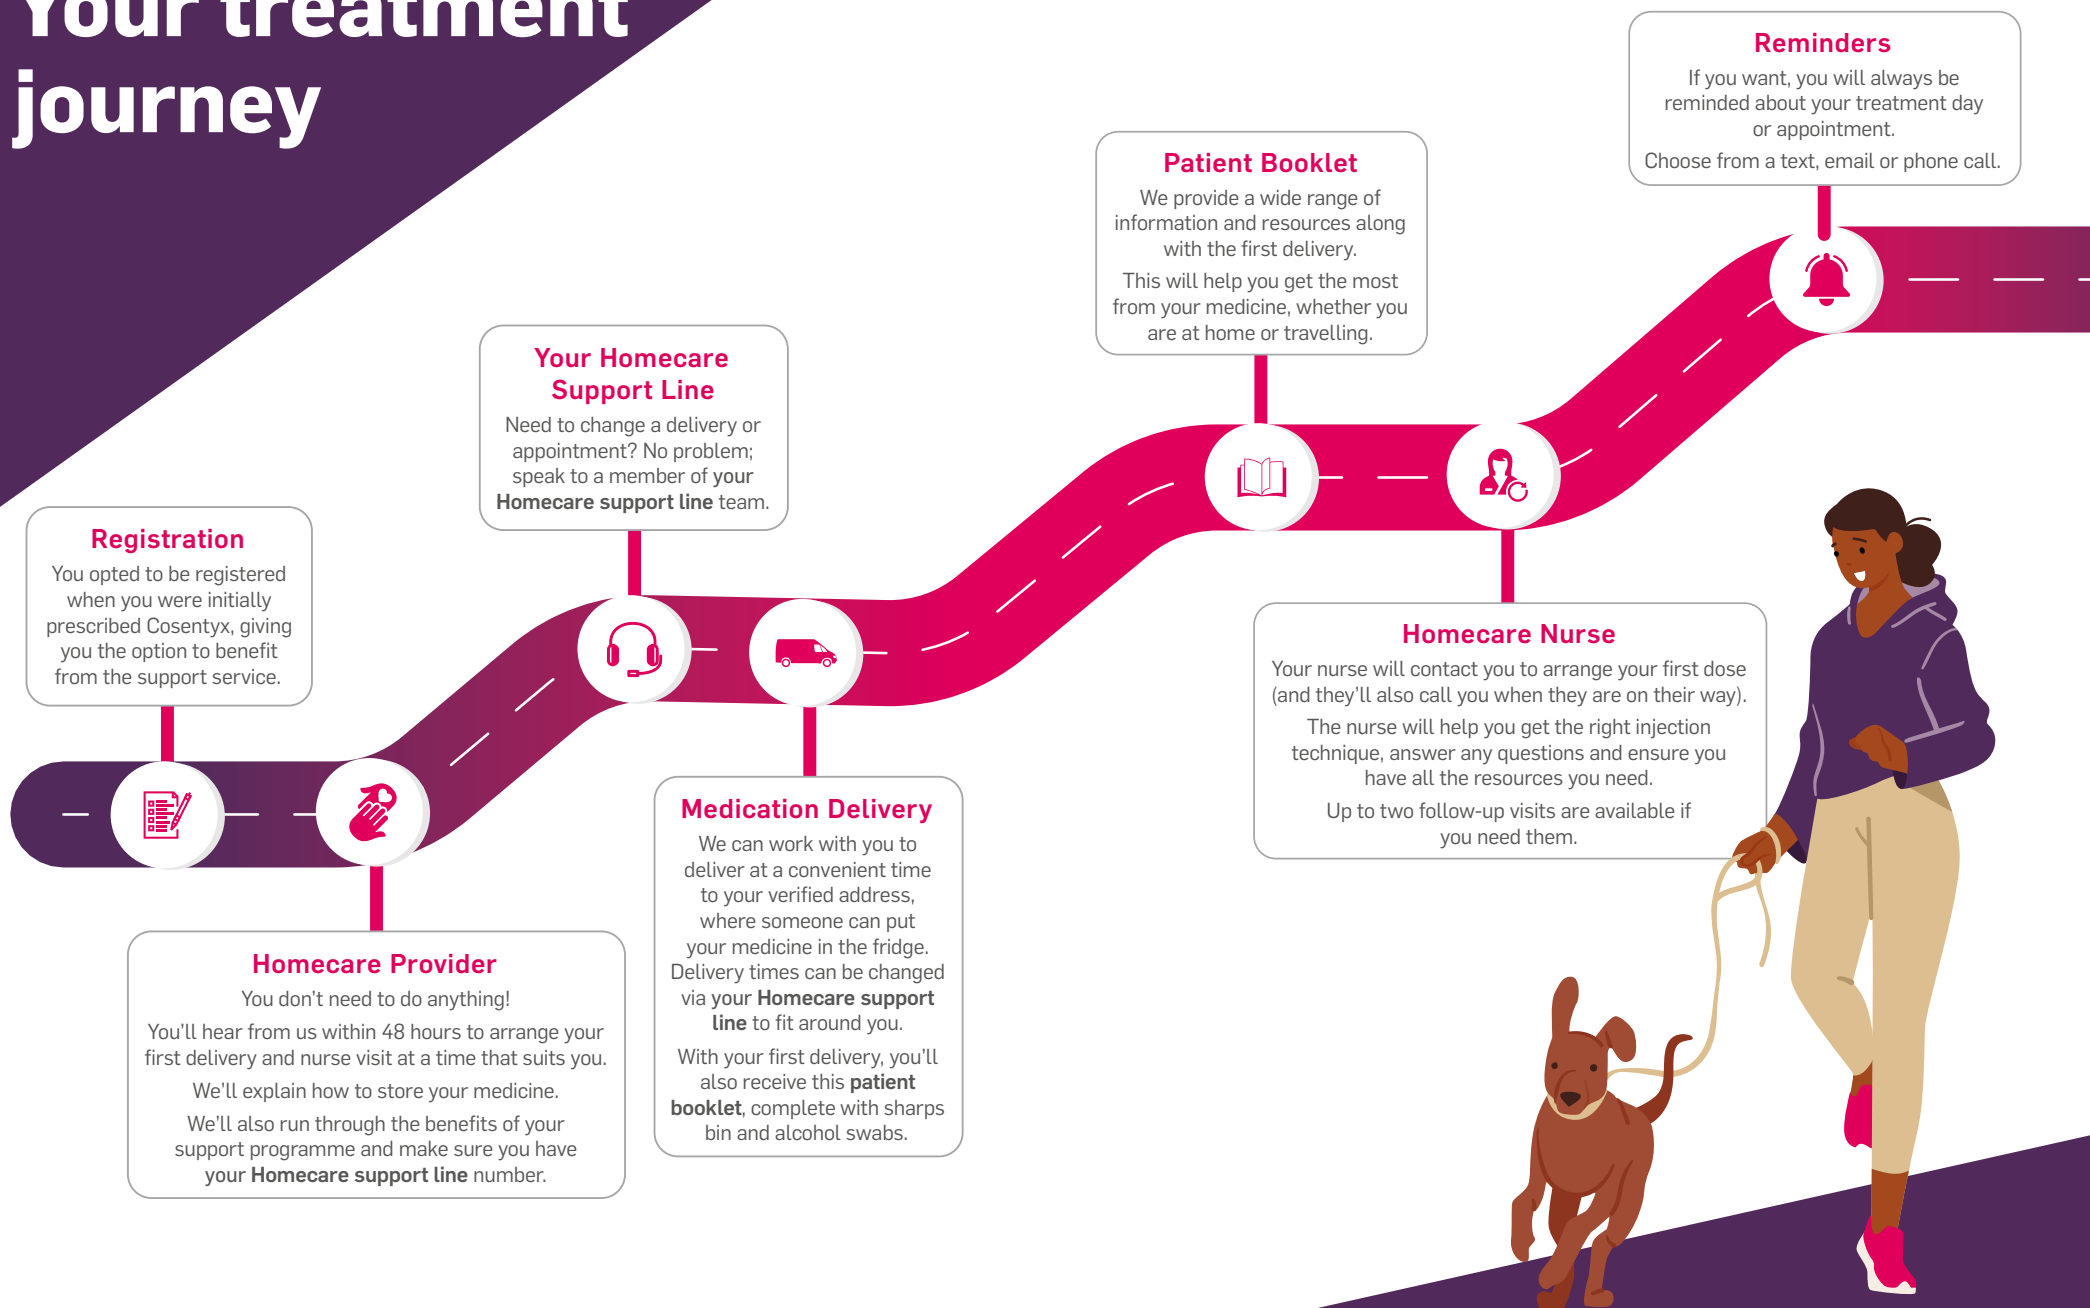 Your treatment
journey
Registration
You opted to be registered
when you were initially
prescribed Cosentyx, giving
you the option to benefit
from the support service.
Homecare Provider
You don't need to do anything!
You'll hear from us within 48 hours to arrange your
first delivery and nurse visit at a time that suits you.
We'll explain how to store your medicine.
We'll also run through the benefits of your
support programme and make sure you have
your Homecare support line number.
Your Homecare
Support Line
Need to change a delivery or
appointment? No problem;
speak to a member of your
Homecare support line team.
Medication Delivery
We can work with you to
deliver at a convenient time
to your verified address,
where someone can put
your medicine in the fridge.
Delivery times can be changed
via your Homecare support
line to fit around you.
With your first delivery, you'll
also receive this patient
booklet, complete with sharps
bin and alcohol swabs.
Patient Booklet
We provide a wide range of
information and resources along
with the first delivery.
This will help you get the most
from your medicine, whether you
are at home or travelling.
Homecare Nurse
Your nurse will contact you to arrange your first dose
(and they'll also call you when they are on their way).
The nurse will help you get the right injection
technique, answer any questions and ensure you
have all the resources you need.
Up to two follow-up visits are available if
you need them.
Reminders
If you want, you will always be
reminded about your treatment day
or appointment.
Choose from a text, email or phone call.